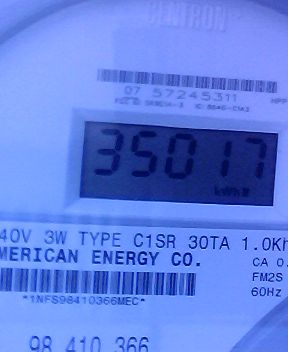 CENTRON
07 57245311
35017
kWh
40V 3W TYPE C1SR 30TA 1.0Kh
MERICAN ENERGY CO.
CA 0.
FM2S
60Hz
*1NFS98410366MEC*
98 410 366